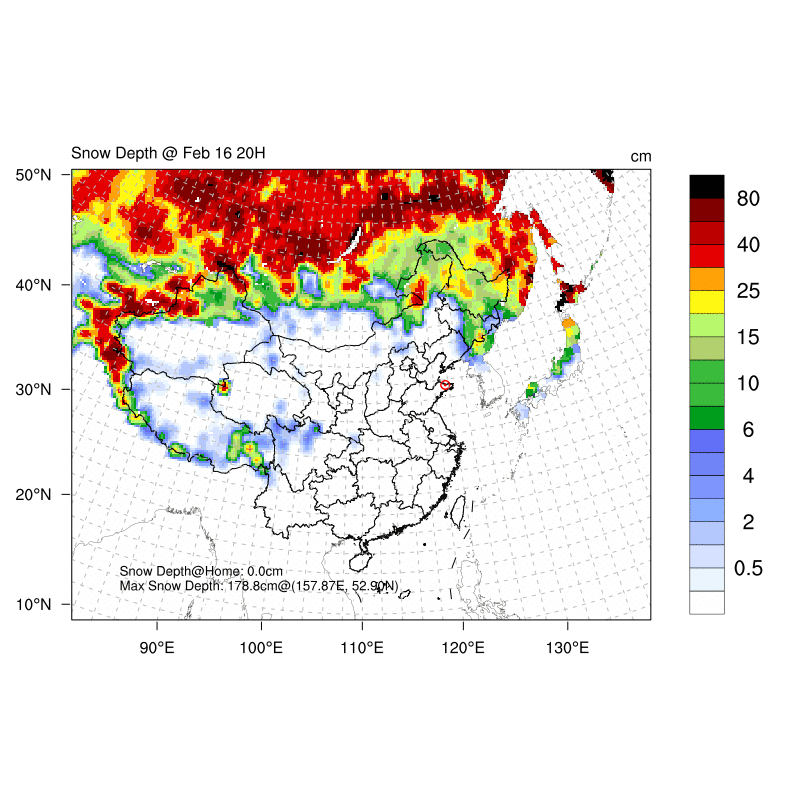 Snow Depth @ Feb 16 20H
cm
50°N
40°N
30°N
20°N
10°N
90°E
100°E
110°E
120°E
130°E
80
40
25
15
10
6
4
2
0.5
Snow Depth@Home: 0.0cm
Max Snow Depth: 178.8cm@(157.87E, 52.90N)